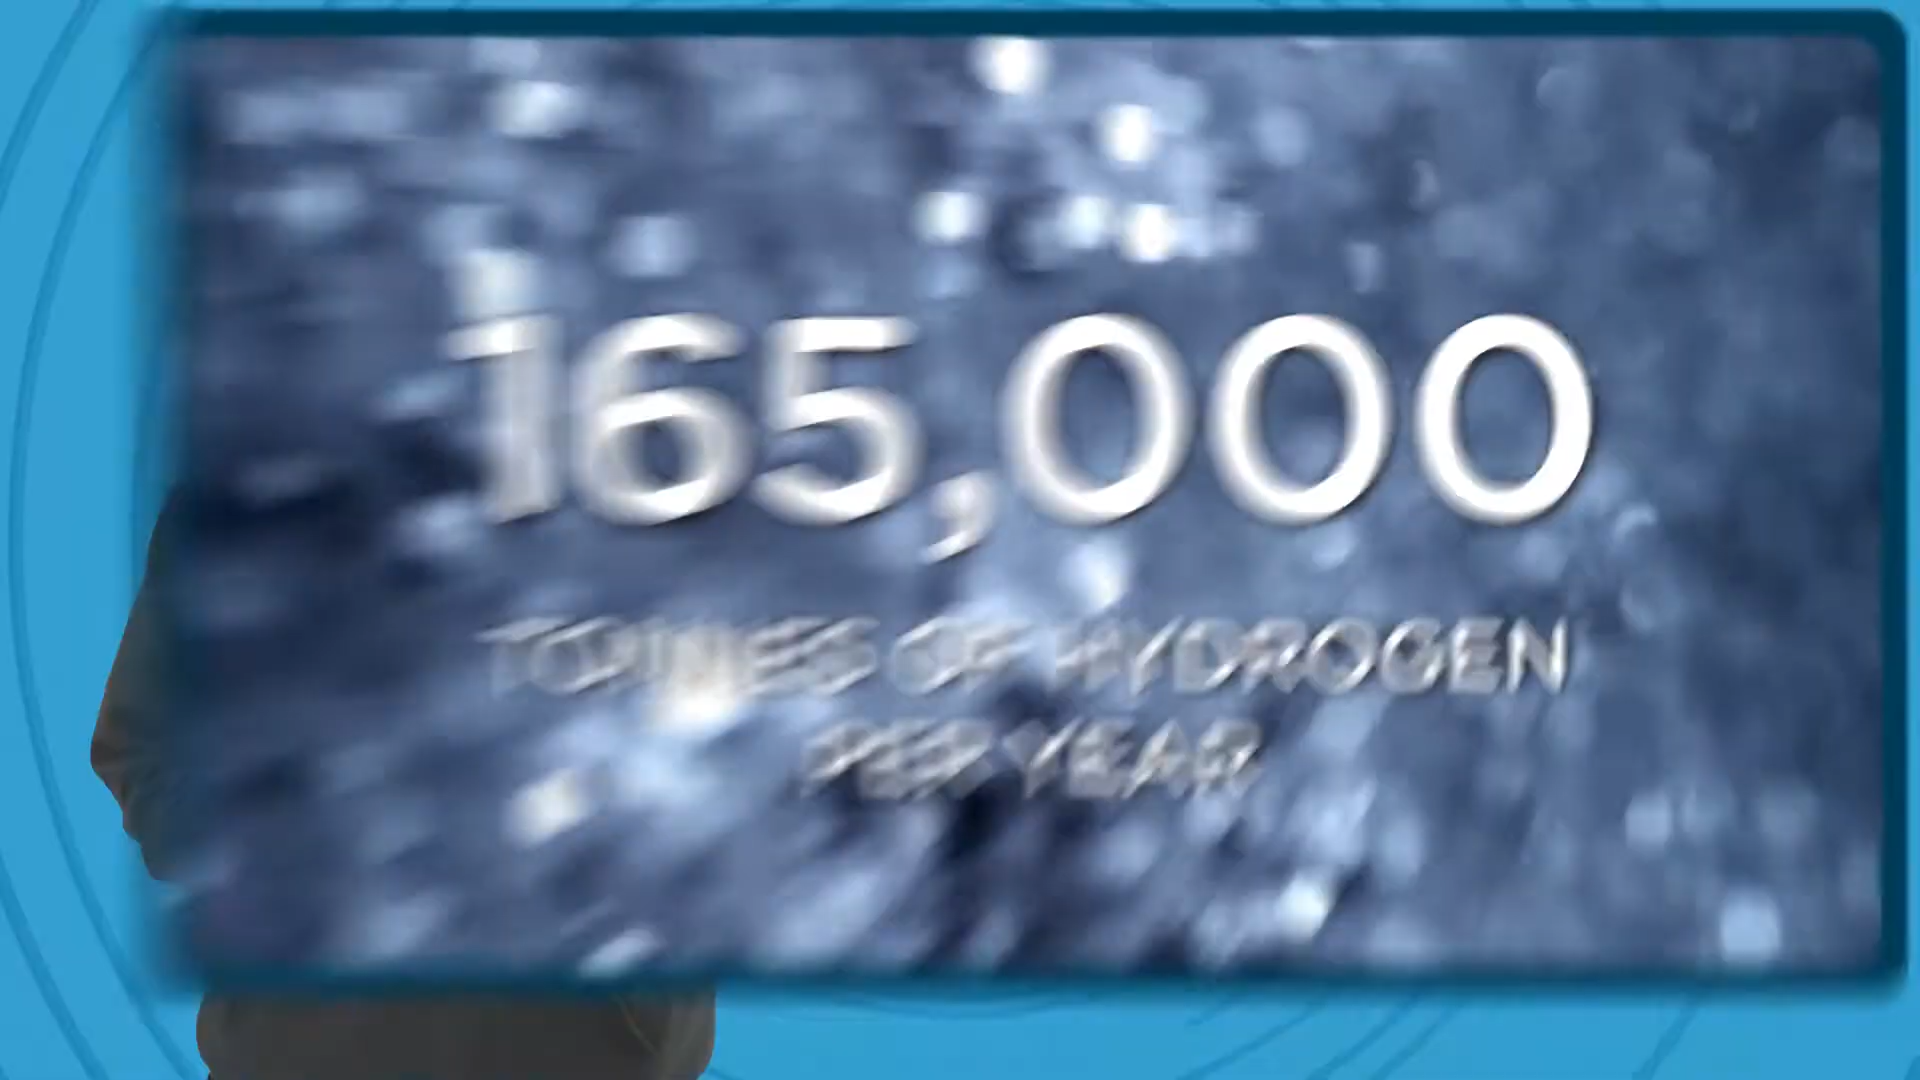 165,000
TONNES OF HYDROGEN
PER YEAR